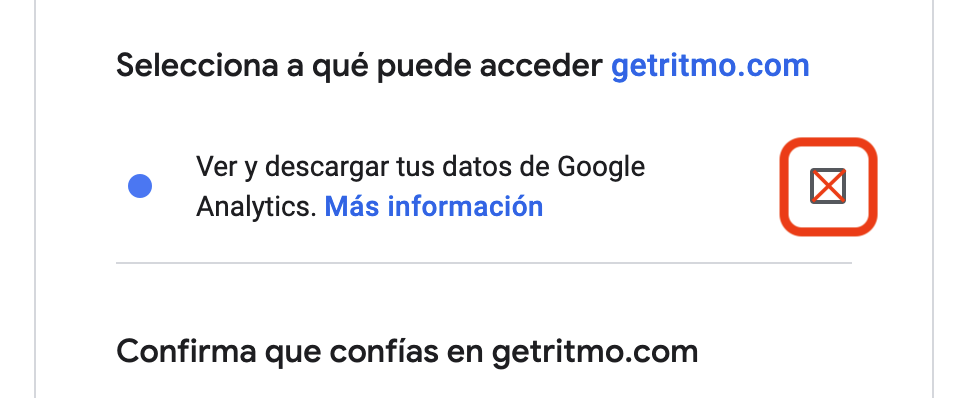 Selecciona a qué puede acceder getritmo.com
Ver y descargar tus datos de Google
Analytics. Más información
Confirma que confías en getritmo.com